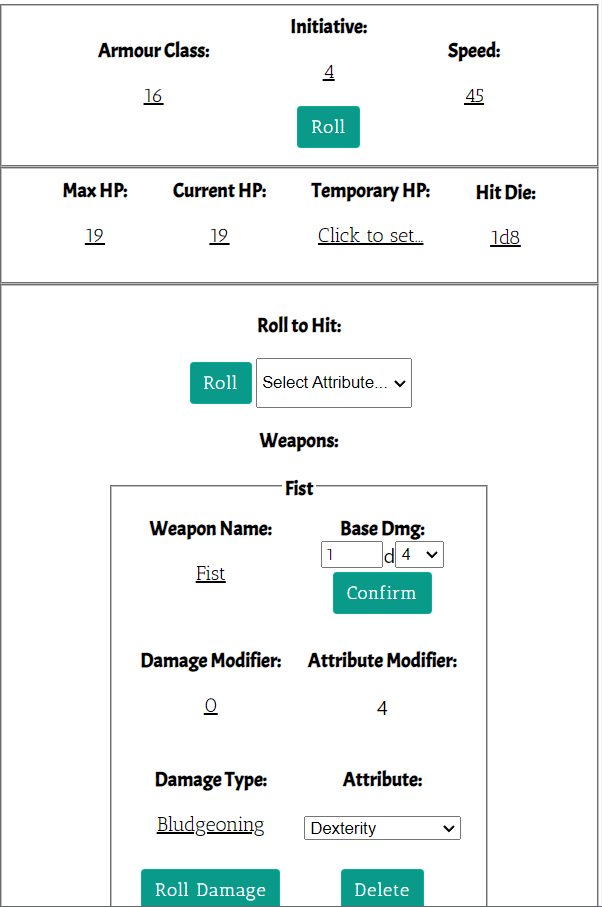 Armour Class:
Initiative:
Speed:
16
4
45
Roll
Max HP:
Current HP:
Temporary HP:
Hit Die:
19
19
Click to set...
1d8
Roll to Hit:
Roll
Select Attribute...
Weapons:
Fist
Weapon Name:
Base Dmg:
Fist
1 d 4
Confirm
Damage Modifier:
Attribute Modifier:
0
4
Damage Type:
Attribute:
Bludgeoning
Dexterity
Roll Damage
Delete